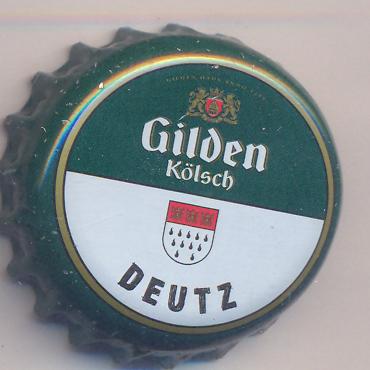 Gilden
Kölsch
DEUTZ